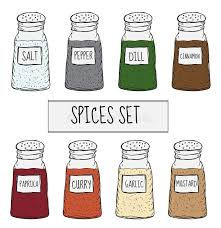 SALT
PEPPER
DILL
CINNAMON
SPICES SET
PAPRIKA
CURRY
GARLIC
MUSTARD